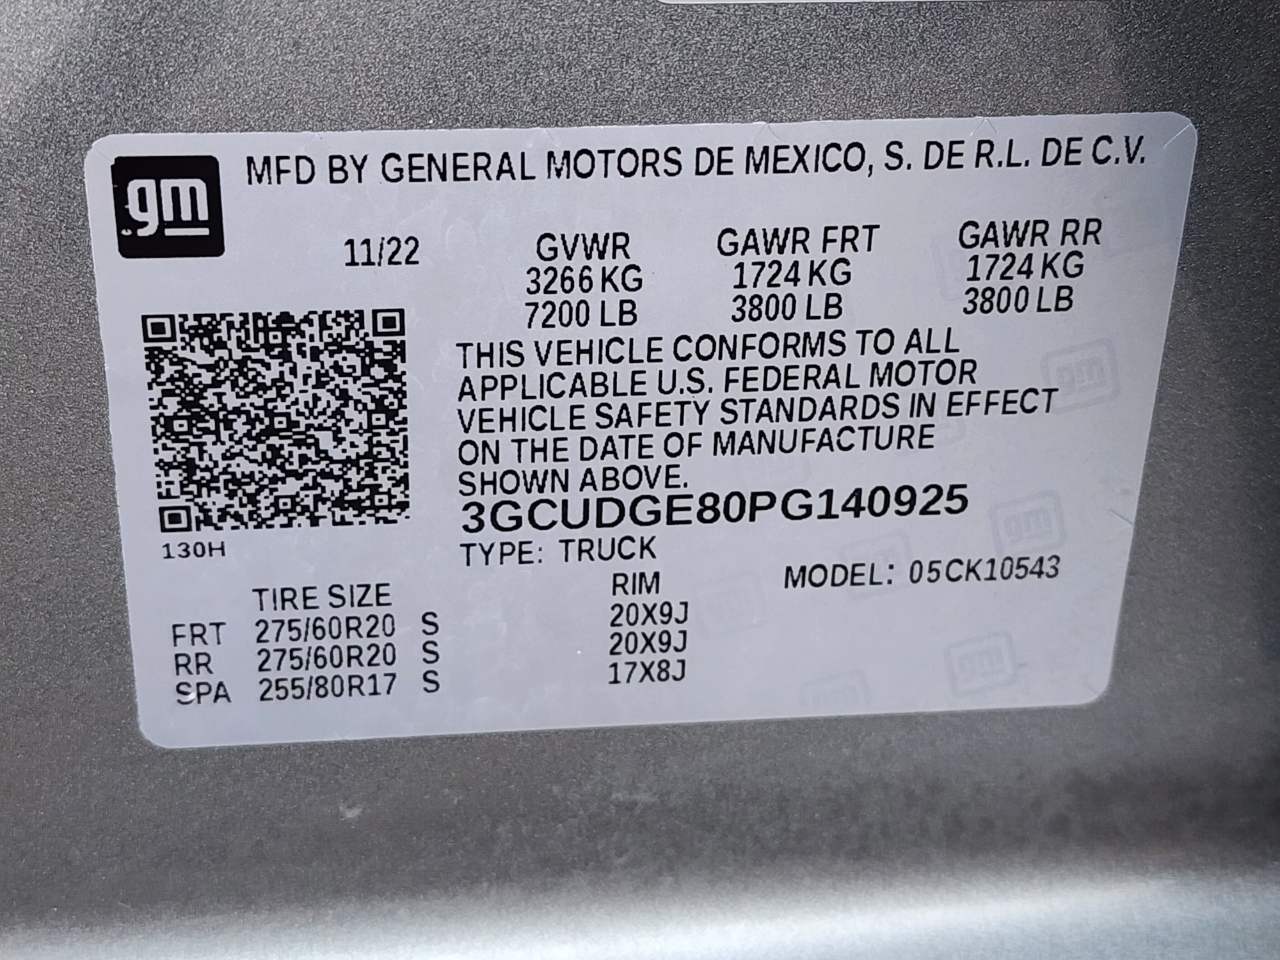 gm
MFD BY GENERAL MOTORS DE MEXICO, S. DE R.L. DE C.V.
11/22 GVWR GAWR FRT GAWR RR
3266 KG 1724 KG 1724 KG
7200 LB 3800 LB 3800 LB
THIS VEHICLE CONFORMS TO ALL
APPLICABLE U.S. FEDERAL MOTOR
VEHICLE SAFETY STANDARDS IN EFFECT
ON THE DATE OF MANUFACTURE
SHOWN ABOVE.
3GCUDGE80PG140925
130H
TYPE: TRUCK
MODEL: 05CK10543
TIRE SIZE RIM
FRT 275/60R20 S 20X9J
RR 275/60R20 S 20X9J
SPA 255/80R17 S 17X8J